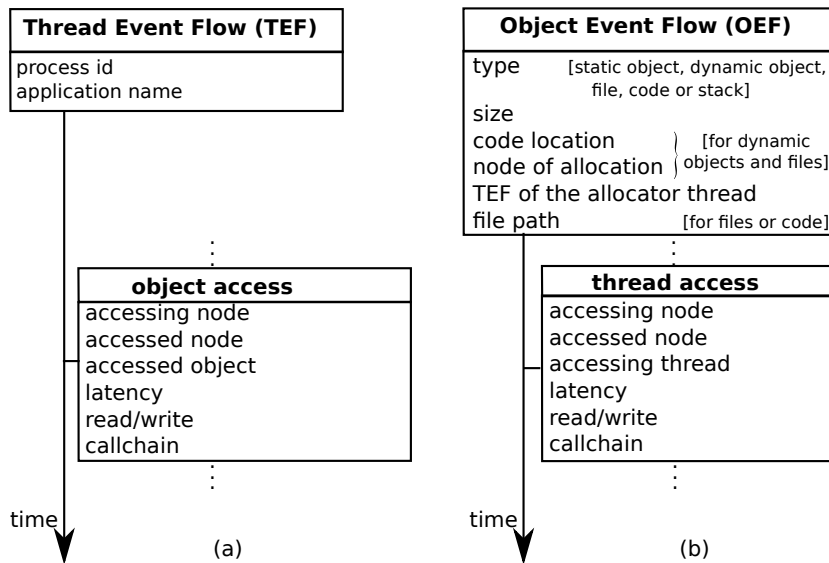 Thread Event Flow (TEF)
process id
application name
object access
accessing node
accessed node
accessed object
latency
read/write
callchain
time
(a)
Object Event Flow (OEF)
type [static object, dynamic object,
file, code or stack]
size
code location [for dynamic
node of allocation objects and files]
TEF of the allocator thread
file path [for files or code]
thread access
accessing node
accessed node
accessing thread
latency
read/write
callchain
time
(b)